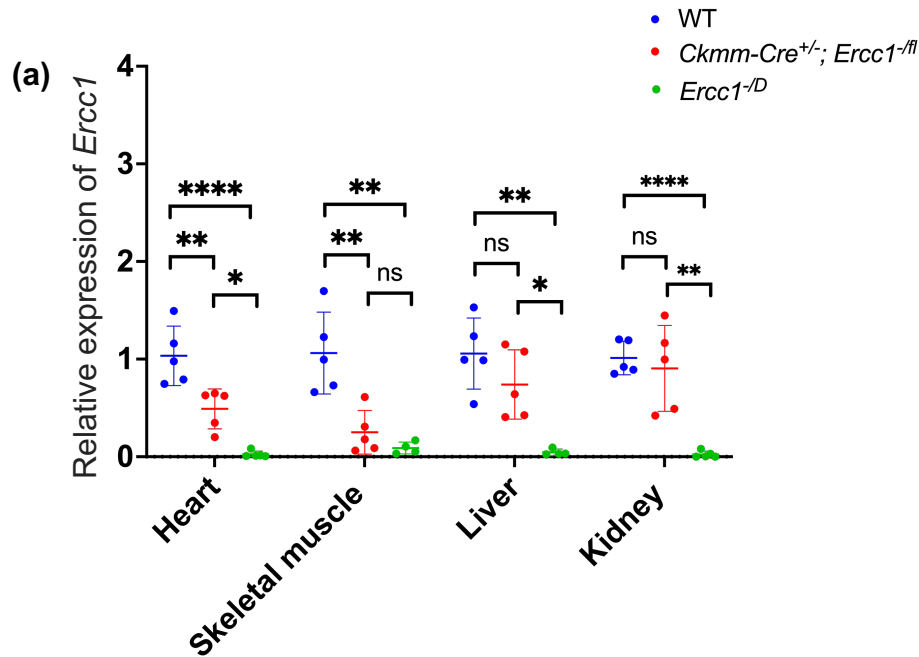 WT
Ckmm-Cre+/-; Ercc1-/fl
Ercc1-/D
(a)
Relative expression of Ercc1
4
3
2
1
0
**** ** ** ****
** ** ns ns
* ns * **
Heart
Skeletal muscle
Liver
Kidney